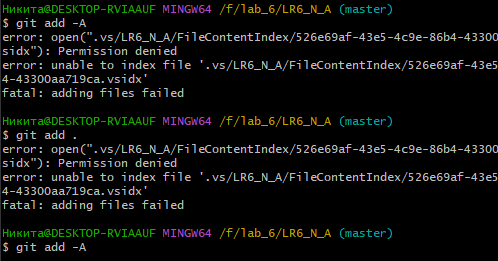 Никита@DESKTOP-RVIAAUF MINGW64 /f/lab_6/LR6_N_A (master)
$ git add -A
error: open(".vs/LR6_N_A/FileContentIndex/526e69af-43e5-4c9e-86b4-43300
sidx"): Permission denied
error: unable to index file '.vs/LR6_N_A/FileContentIndex/526e69af-43e5
4-43300aa719ca.vsidx'
fatal: adding files failed
Никита@DESKTOP-RVIAAUF MINGW64 /f/lab_6/LR6_N_A (master)
$ git add .
error: open(".vs/LR6_N_A/FileContentIndex/526e69af-43e5-4c9e-86b4-43300
sidx"): Permission denied
error: unable to index file '.vs/LR6_N_A/FileContentIndex/526e69af-43e5
4-43300aa719ca.vsidx'
fatal: adding files failed
Никита@DESKTOP-RVIAAUF MINGW64 /f/lab_6/LR6_N_A (master)
$ git add -A